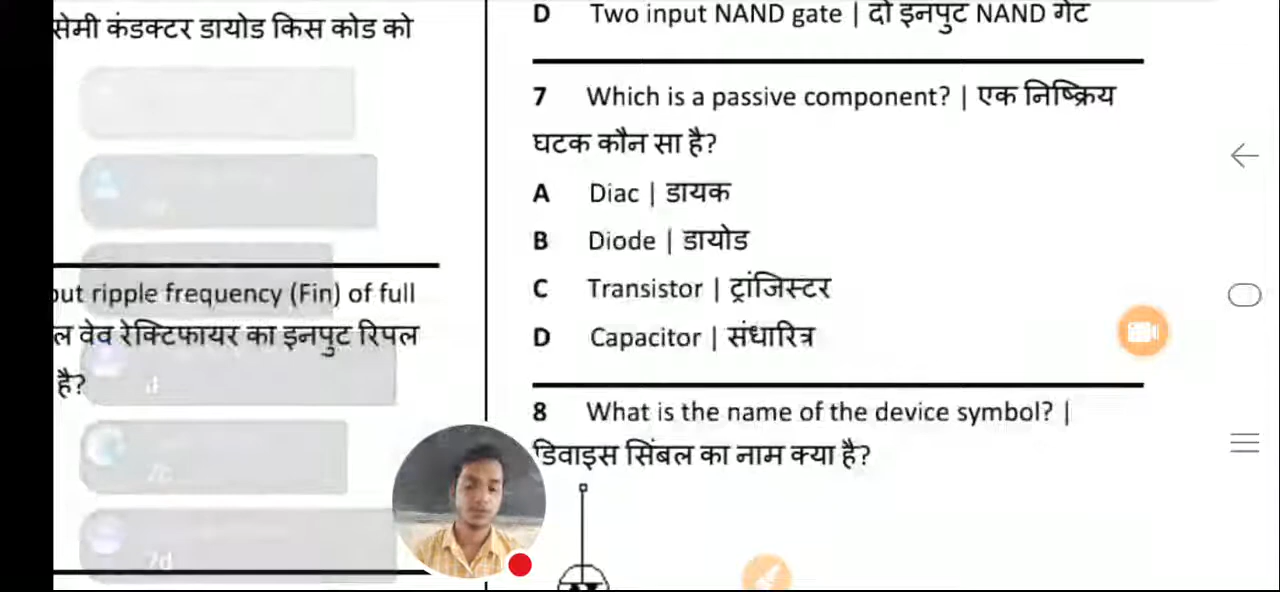 सेमी कंडक्टर डायोड किस कोड को
put ripple frequency (Fin) of full
ल वेव रेक्टिफायर का इनपुट रिपल
है?
d
7c
7d
D Two input NAND gate | दो इनपुट NAND गेट
7 Which is a passive component? | एक निष्क्रिय
घटक कौन सा है?
A Diac | डायक
B Diode | डायोड
C Transistor | ट्रांजिस्टर
D Capacitor | संधारित्र
8 What is the name of the device symbol? |
डिवाइस सिंबल का नाम क्या है?